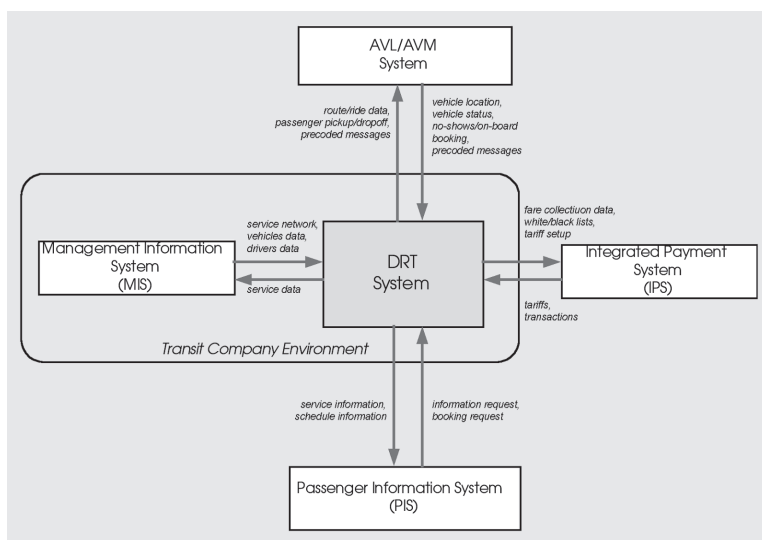 AVL/AVM
System
route/ride data,
passenger pickup/dropoff,
precoded messages
vehicle location,
vehicle status,
no-shows/on-board
booking,
precoded messages
service network,
vehicles data,
drivers data
fare collectiuon data,
white/black lists,
tariff setup
Management Information
System
(MIS)
DRT
System
Integrated Payment
System
(IPS)
service data
tariffs,
transactions
Transit Company Environment
service information,
schedule information
information request,
booking request
Passenger Information System
(PIS)